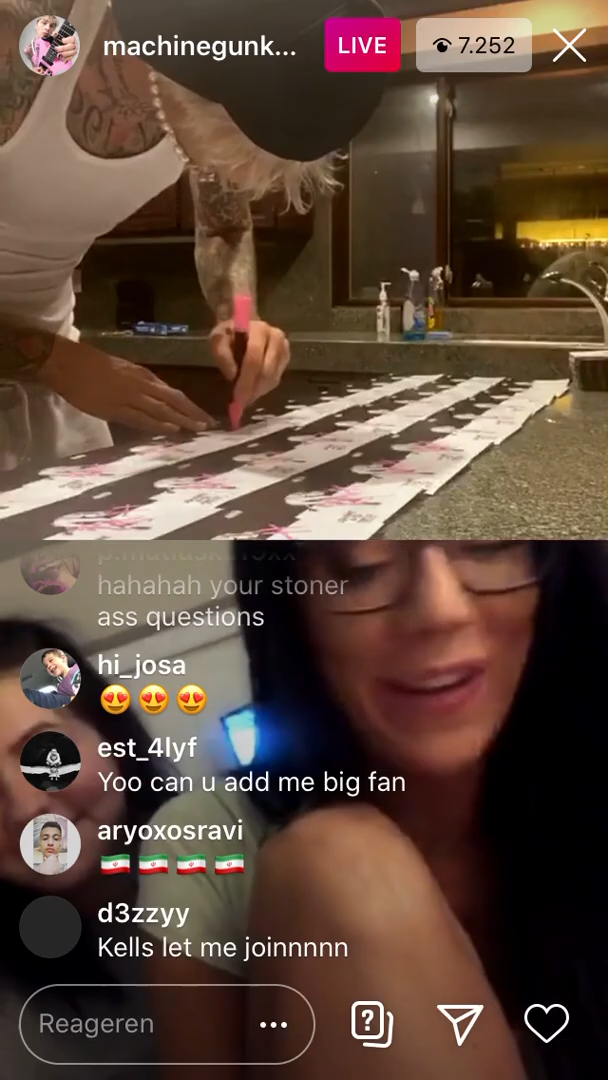 machinegunk...
LIVE
7.252
hahahah your stoner
ass questions
hi_josa
😍😍😍
est_4lyf
Yoo can u add me big fan
aryoxosravi
🇮🇷🇮🇷🇮🇷🇮🇷
d3zzyy
Kells let me joinnnnn
Reageren